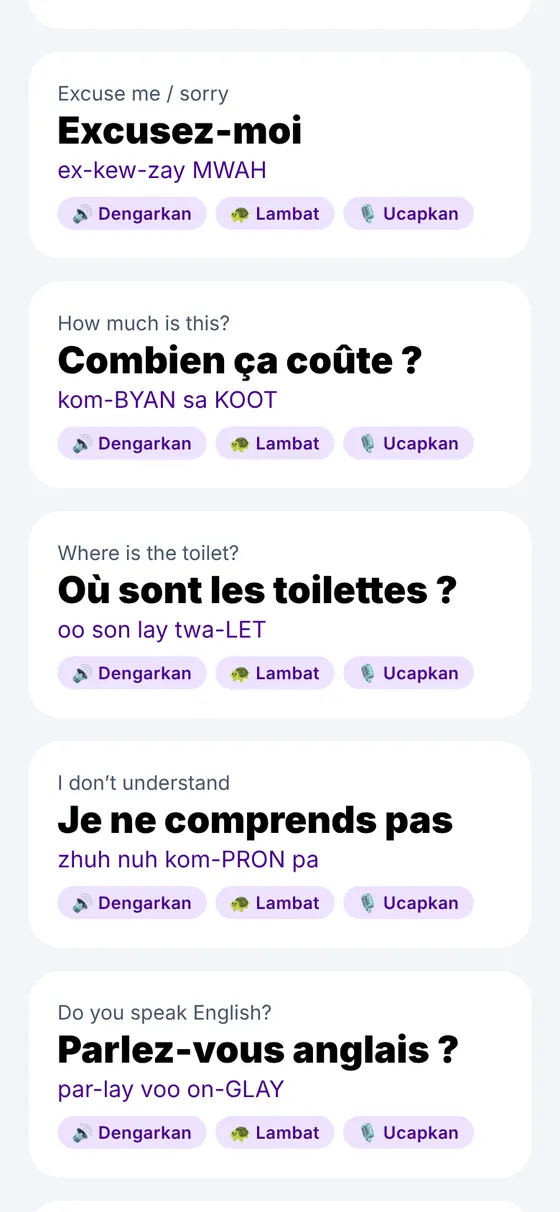 Excuse me / sorry
Excusez-moi
ex-kew-zay MWAH
Dengarkan Lambat Ucapkan
How much is this?
Combien ça coûte ?
kom-BYAN sa KOOT
Dengarkan Lambat Ucapkan
Where is the toilet?
Où sont les toilettes ?
oo son lay twa-LET
Dengarkan Lambat Ucapkan
I don’t understand
Je ne comprends pas
zhuh nuh kom-PRON pa
Dengarkan Lambat Ucapkan
Do you speak English?
Parlez-vous anglais ?
par-lay voo on-GLAY
Dengarkan Lambat Ucapkan